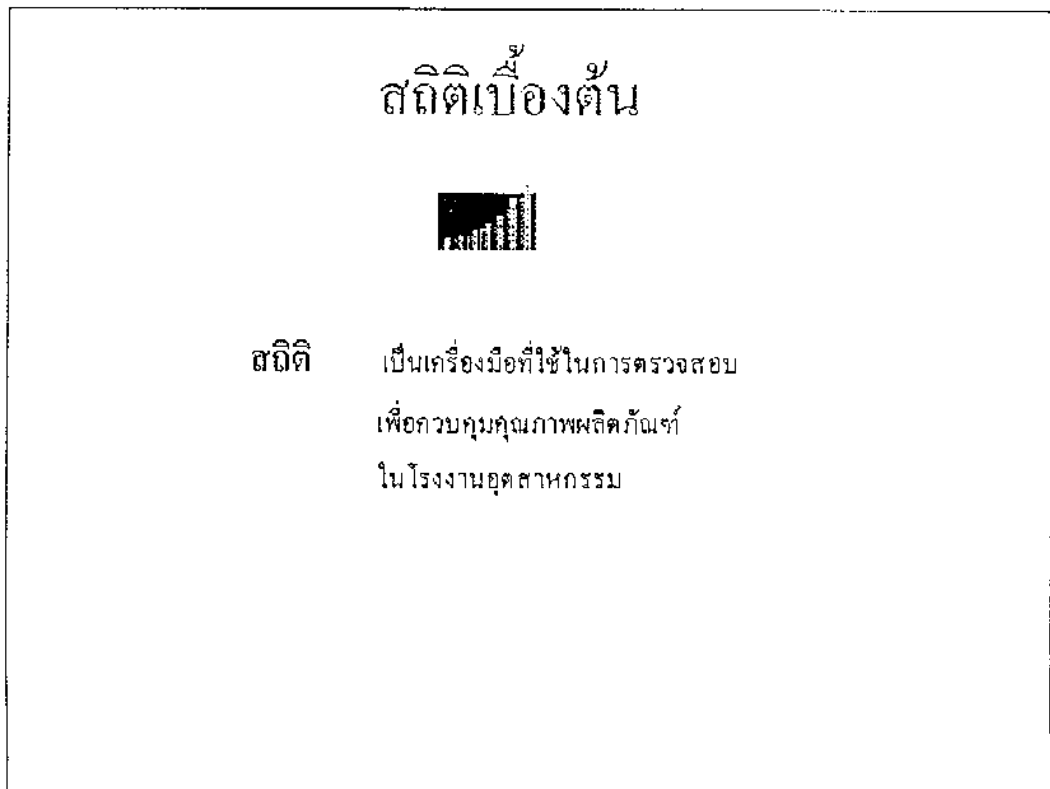 สถิติเบื้องต้น
สถิติ เป็นเครื่องมือที่ใช้ในการตรวจสอบ
เพื่อควบคุมคุณภาพผลิตภัณฑ์
ในโรงงานอุตสาหกรรม